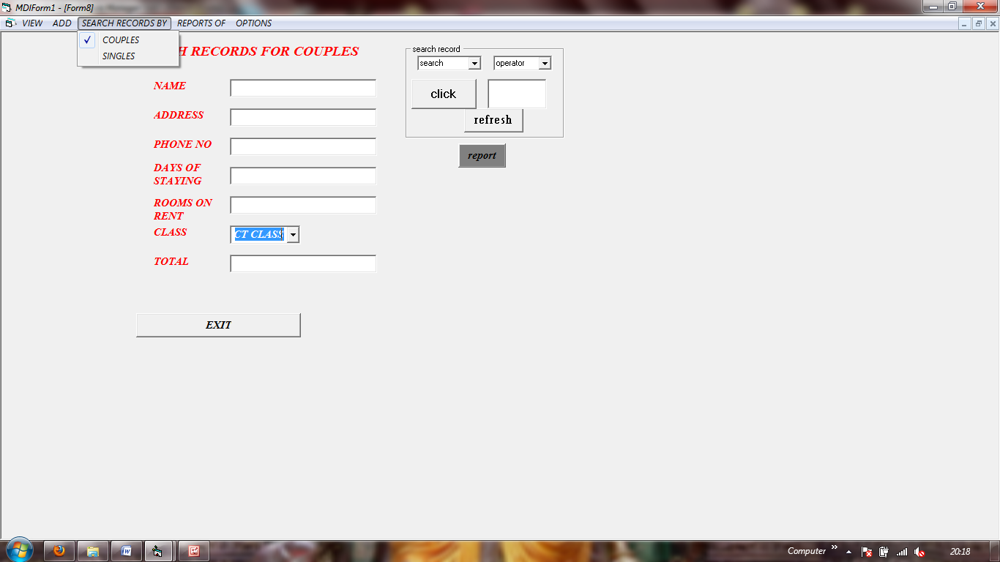 MDIForm1 - [Form8]
VIEW ADD SEARCH RECORDS BY REPORTS OF OPTIONS
COUPLES
SINGLES
H RECORDS FOR COUPLES
NAME
ADDRESS
PHONE NO
DAYS OF
STAYING
ROOMS ON
RENT
CLASS
CT CLASS
TOTAL
EXIT
search record
search operator
click
refresh
report
Computer
20:18